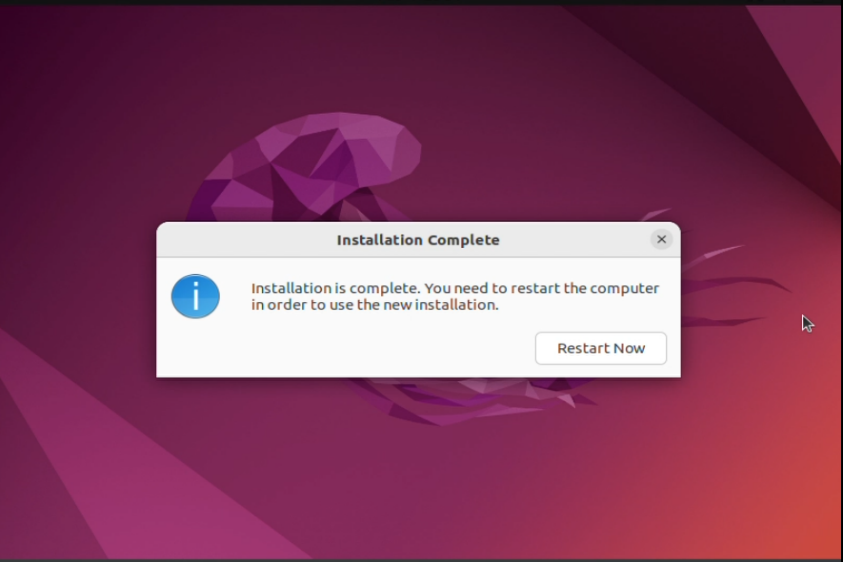 Installation Complete
Installation is complete. You need to restart the computer
in order to use the new installation.
Restart Now